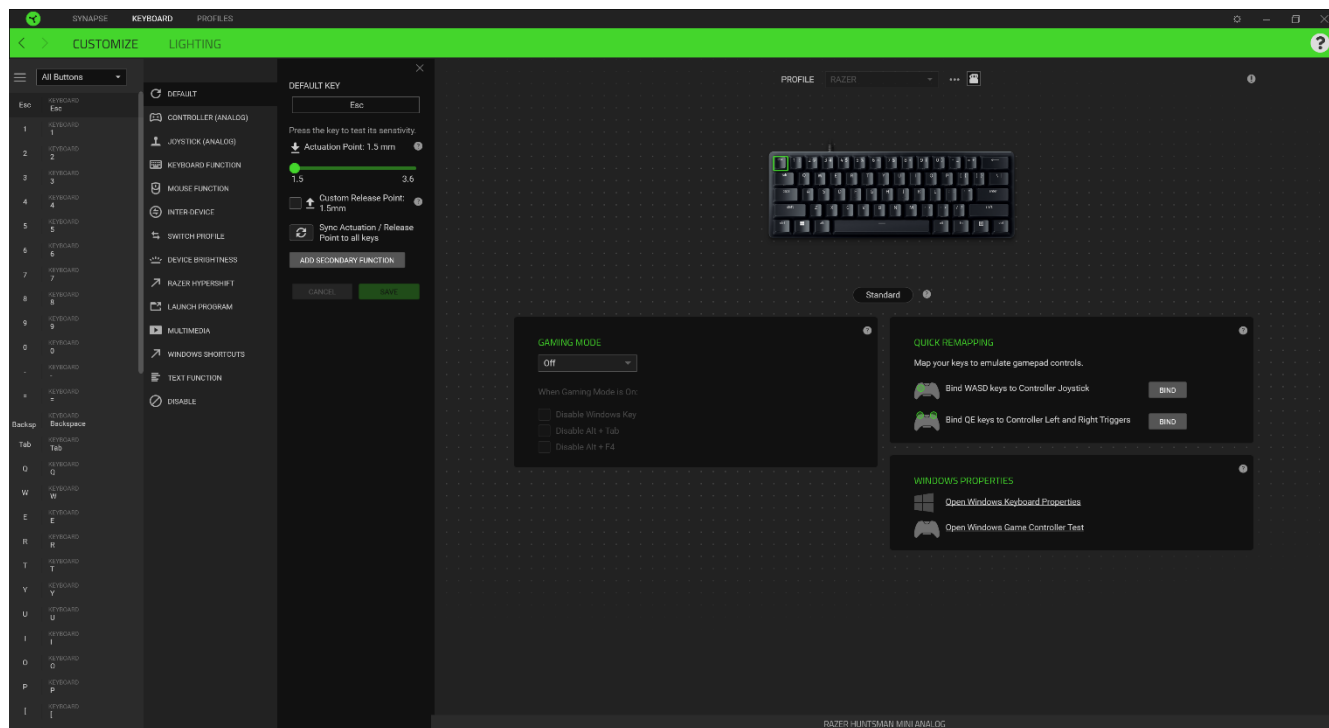 SYNAPSE KEYBOARD PROFILES
CUSTOMIZE LIGHTING
All Buttons
Esc KEYBOARD Esc
1 KEYBOARD 1
2 KEYBOARD 2
3 KEYBOARD 3
4 KEYBOARD 4
5 KEYBOARD 5
6 KEYBOARD 6
7 KEYBOARD 7
8 KEYBOARD 8
9 KEYBOARD 9
0 KEYBOARD 0
- KEYBOARD -
= KEYBOARD =
Backsp KEYBOARD Backspace
Tab KEYBOARD Tab
Q KEYBOARD Q
W KEYBOARD W
E KEYBOARD E
R KEYBOARD R
T KEYBOARD T
Y KEYBOARD Y
U KEYBOARD U
I KEYBOARD I
O KEYBOARD O
P KEYBOARD P
[ KEYBOARD [
DEFAULT
CONTROLLER (ANALOG)
JOYSTICK (ANALOG)
KEYBOARD FUNCTION
MOUSE FUNCTION
INTER-DEVICE
SWITCH PROFILE
DEVICE BRIGHTNESS
RAZER HYPERSHIFT
LAUNCH PROGRAM
MULTIMEDIA
WINDOWS SHORTCUTS
TEXT FUNCTION
DISABLE
DEFAULT KEY
Esc
Press the key to test its senstivity.
Actuation Point: 1.5 mm
1.5 3.6
Custom Release Point:
1.5mm
Sync Actuation / Release
Point to all keys
ADD SECONDARY FUNCTION
CANCEL SAVE
PROFILE RAZER
Standard
GAMING MODE
Off
When Gaming Mode is On:
Disable Windows Key
Disable Alt + Tab
Disable Alt + F4
QUICK REMAPPING
Map your keys to emulate gamepad controls.
Bind WASD keys to Controller Joystick BIND
Bind QE keys to Controller Left and Right Triggers BIND
WINDOWS PROPERTIES
Open Windows Keyboard Properties
Open Windows Game Controller Test
RAZER HUNTSMAN MINI ANALOG